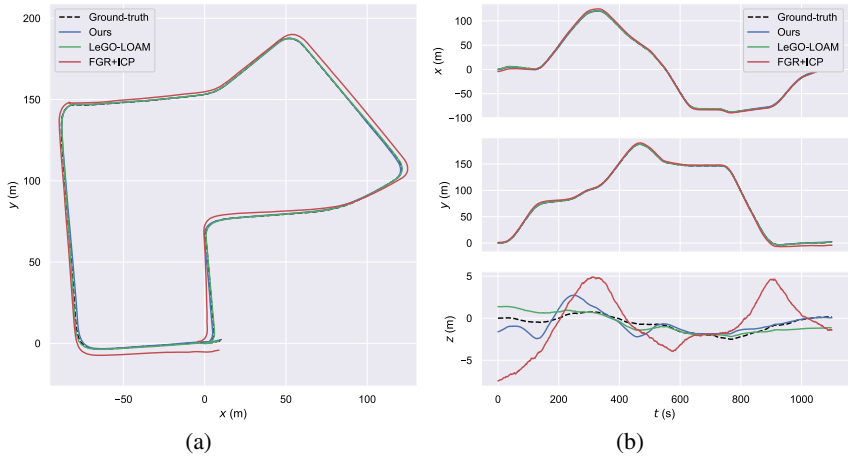 200
150
100
50
0
y (m)
−50
0
50
100
x (m)
Ground-truth
Ours
LeGO-LOAM
FGR+ICP
(a)
100
50
0
−50
−100
x (m)
Ground-truth
Ours
LeGO-LOAM
FGR+ICP
150
100
50
0
y (m)
5
0
−5
z (m)
0
200
400
600
800
1000
t (s)
(b)